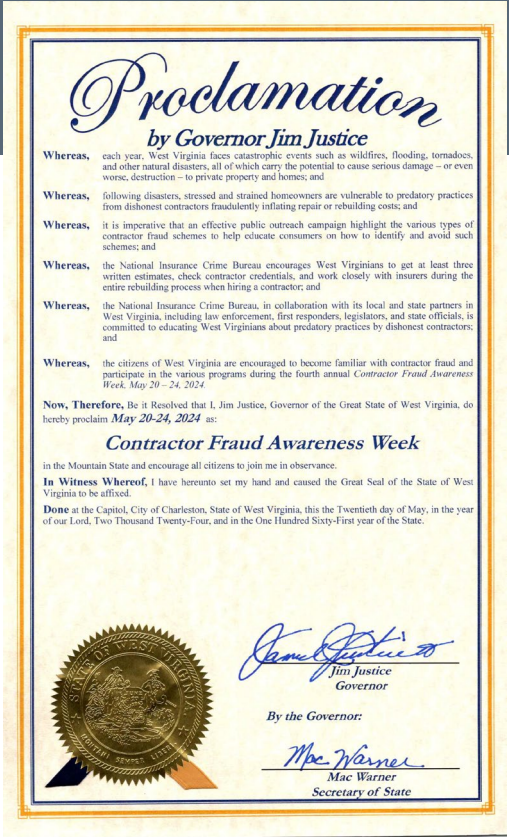 Proclamation
by Governor Jim Justice
Whereas, each year, West Virginia faces catastrophic events such as wildfires, flooding, tornadoes,
and other natural disasters, all of which carry the potential to cause serious damage – or even
worse, destruction – to private property and homes; and
Whereas, following disasters, stressed and strained homeowners are vulnerable to predatory practices
from dishonest contractors fraudulently inflating repair or rebuilding costs; and
Whereas, it is imperative that an effective public outreach campaign highlight the various types of
contractor fraud schemes to help educate consumers on how to identify and avoid such
schemes; and
Whereas, the National Insurance Crime Bureau encourages West Virginians to get at least three
written estimates, check contractor credentials, and work closely with insurers during the
entire rebuilding process when hiring a contractor; and
Whereas, the National Insurance Crime Bureau, in collaboration with its local and state partners in
West Virginia, including law enforcement, first responders, legislators, and state officials, is
committed to educating West Virginians about predatory practices by dishonest contractors;
and
Whereas, the citizens of West Virginia are encouraged to become familiar with contractor fraud and
participate in the various programs during the fourth annual Contractor Fraud Awareness
Week, May 20 – 24, 2024.
Now, Therefore, Be it Resolved that I, Jim Justice, Governor of the Great State of West Virginia, do
hereby proclaim May 20-24, 2024 as:
Contractor Fraud Awareness Week
in the Mountain State and encourage all citizens to join me in observance.
In Witness Whereof, I have hereunto set my hand and caused the Great Seal of the State of West
Virginia to be affixed.
Done at the Capitol, City of Charleston, State of West Virginia, this the Twentieth day of May, in the year
of our Lord, Two Thousand Twenty-Four, and in the One Hundred Sixty-First year of the State.
STATE OF WEST VIRGINIA
MONTANI SEMPER LIBERI
Jim Justice
Governor
By the Governor:
Mac Warner
Mac Warner
Secretary of State